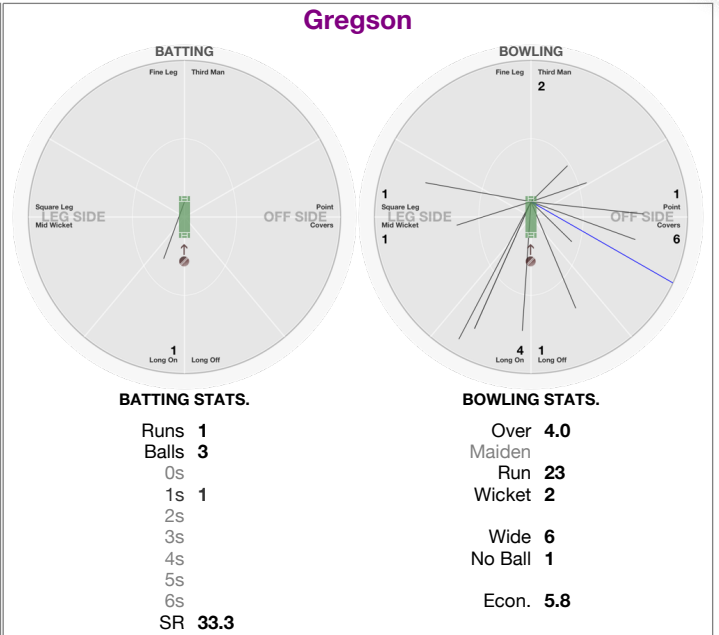 Gregson
BATTING
Fine Leg Third Man
Square Leg
LEG SIDE
Mid Wicket
Point
OFF SIDE
Covers
1
Long On Long Off
BATTING STATS.
Runs 1
Balls 3
0s
1s 1
2s
3s
4s
5s
6s
SR 33.3
BOWLING
Fine Leg Third Man
2
1
Square Leg
LEG SIDE
Mid Wicket
1
1
Point
OFF SIDE
Covers
6
4 1
Long On Long Off
BOWLING STATS.
Over 4.0
Maiden
Run 23
Wicket 2
Wide 6
No Ball 1
Econ. 5.8